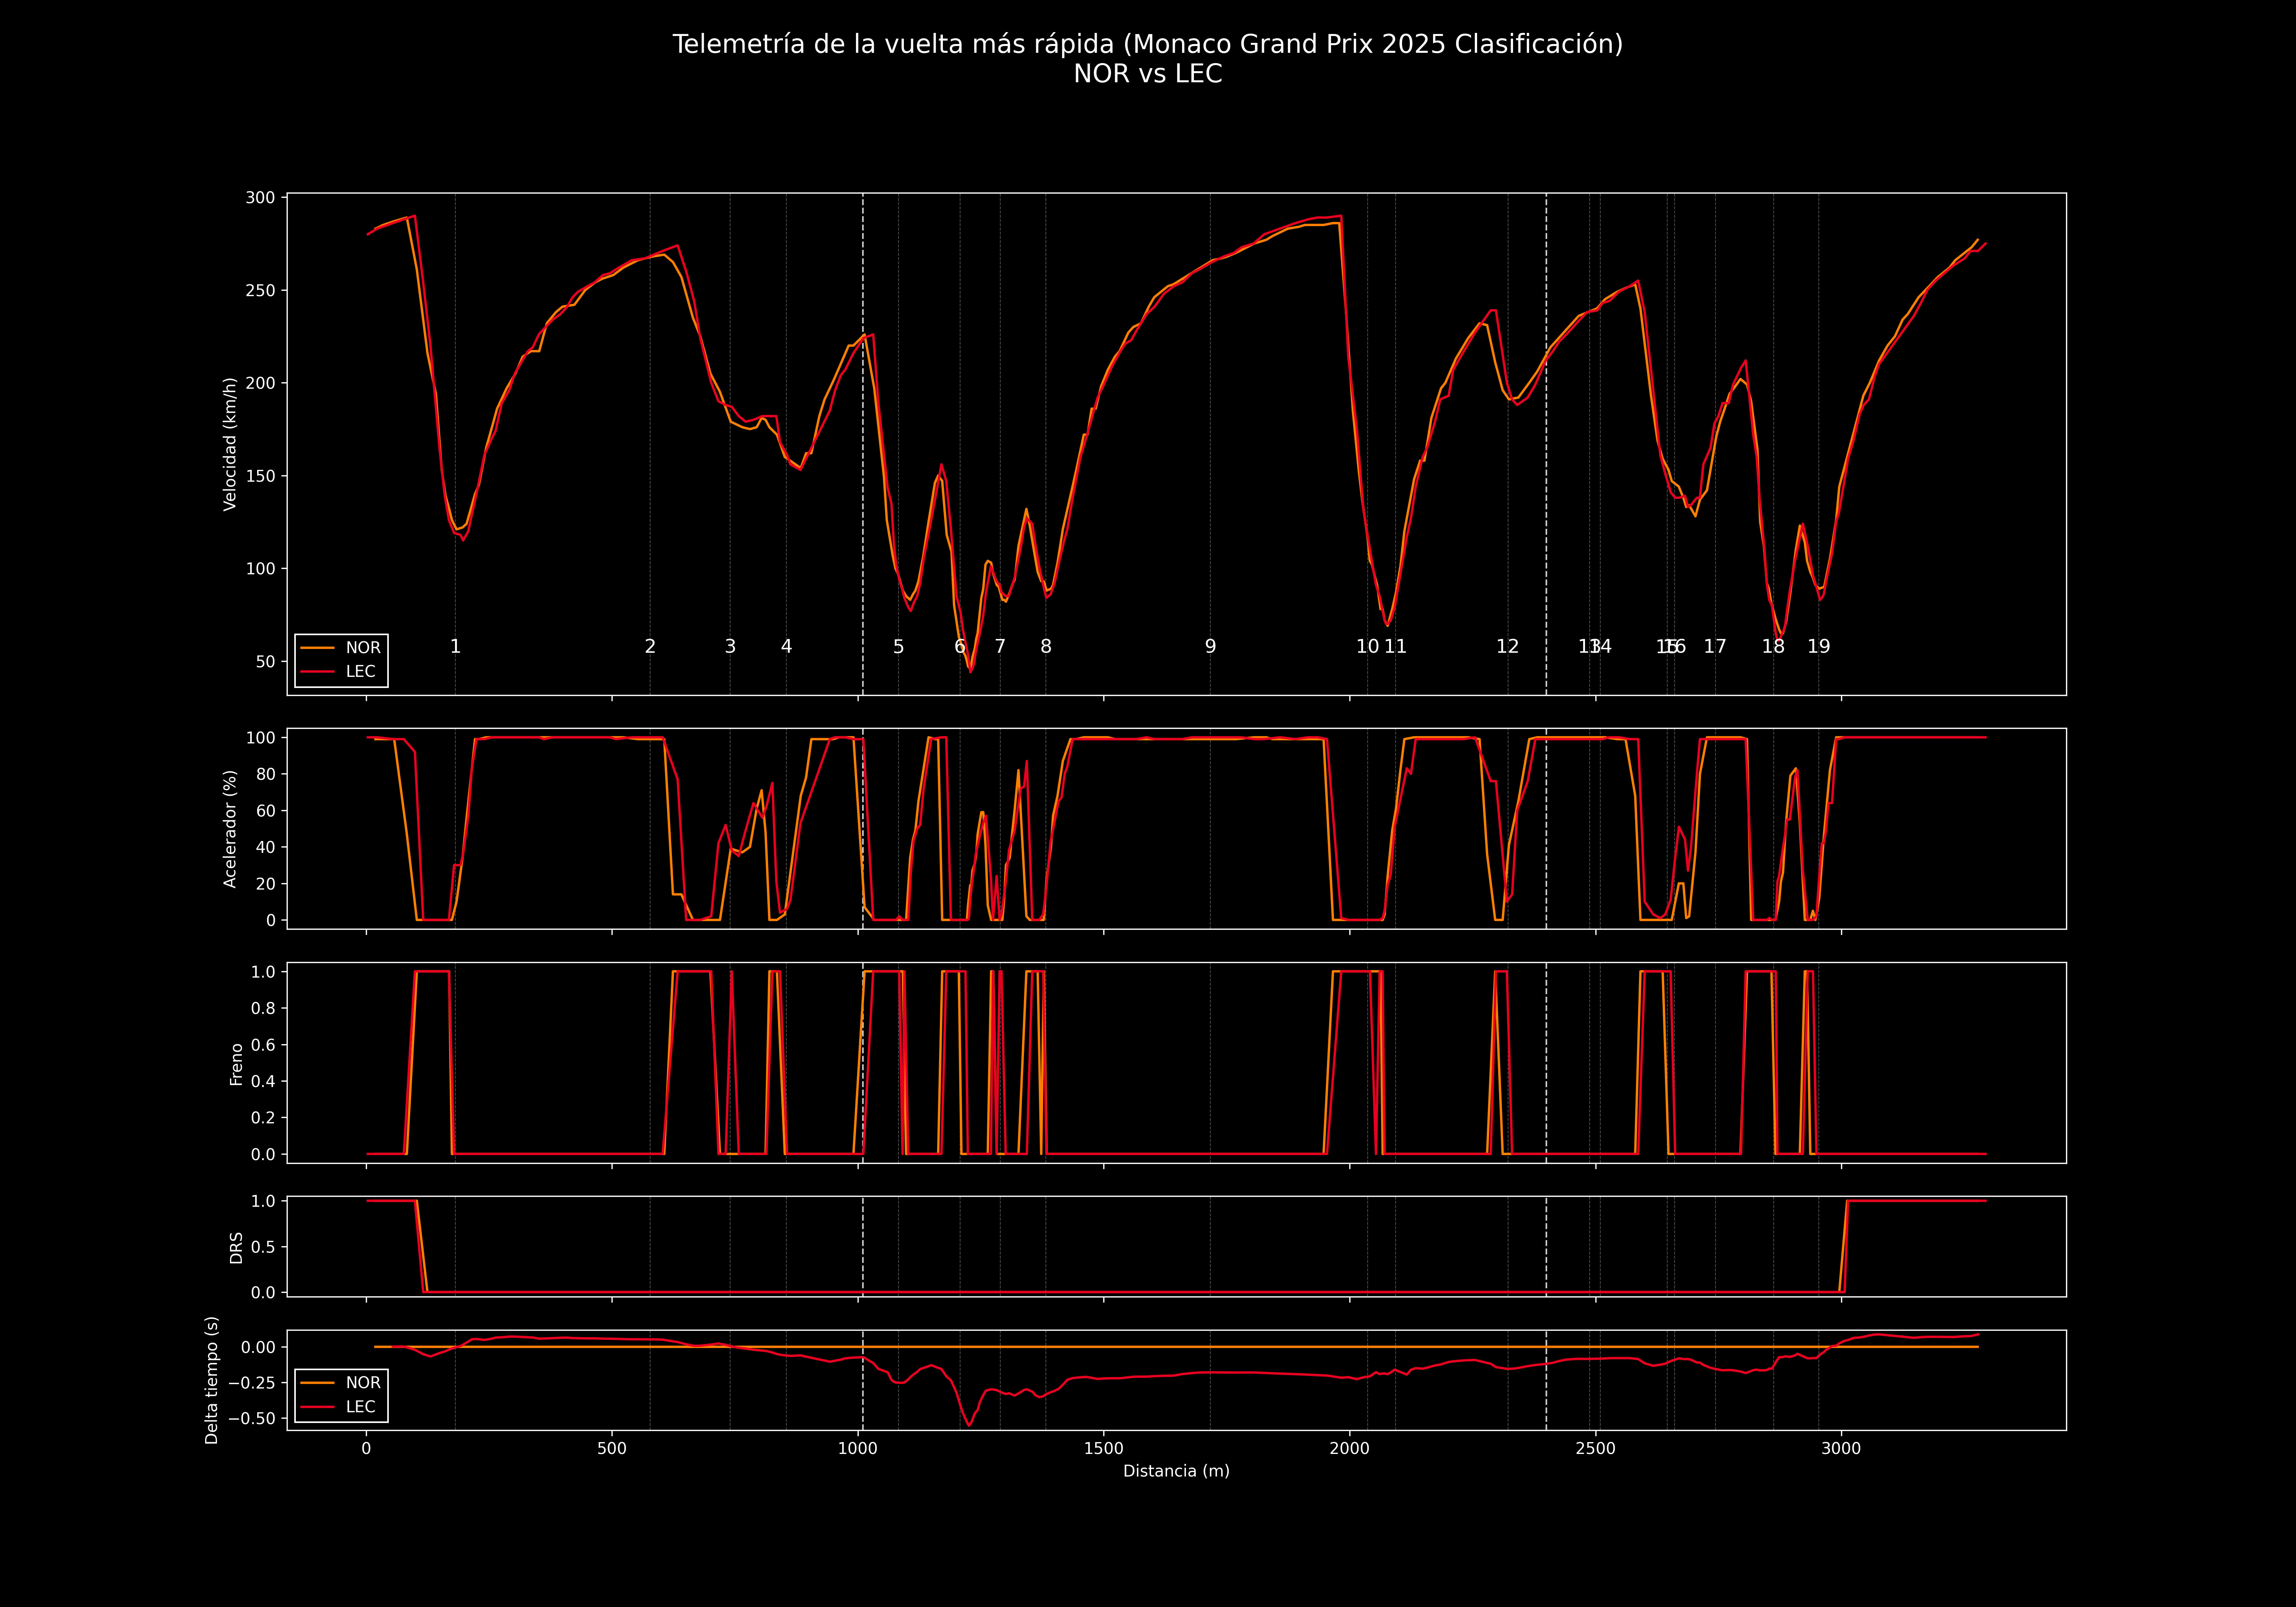 Telemetría de la vuelta más rápida (Monaco Grand Prix 2025 Clasificación)
NOR vs LEC
300
250
200
150
100
50
Velocidad (km/h)
NOR
LEC
1 2 3 4 5 6 7 8 9 10 11 12 13 14 15 16 17 18 19
100
80
60
40
20
0
Acelerador (%)
1.0
0.8
0.6
0.4
0.2
0.0
Freno
1.0
0.5
0.0
DRS
0.00
−0.25
−0.50
Delta tiempo (s)
NOR
LEC
0 500 1000 1500 2000 2500 3000
Distancia (m)